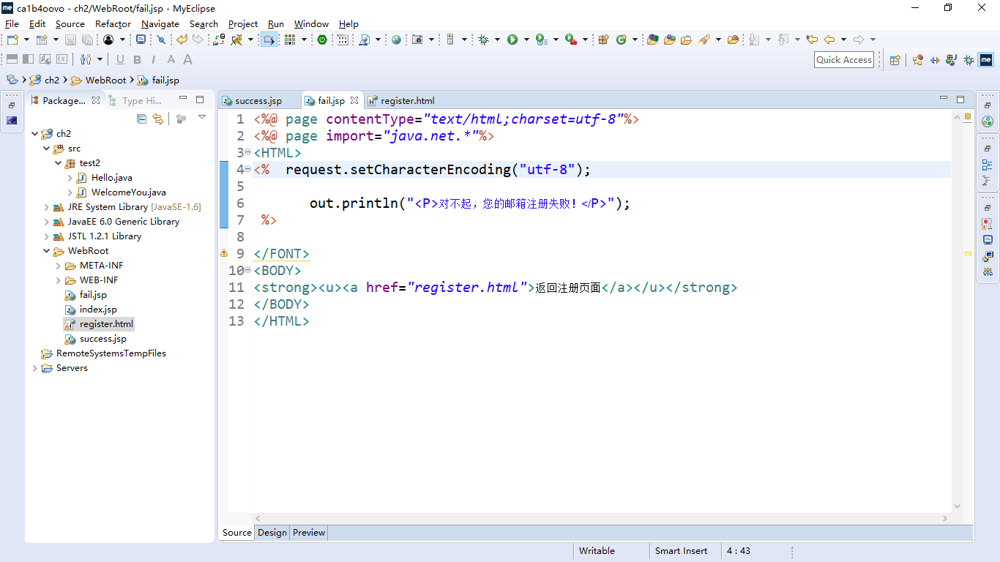 ca1b4oovo - ch2/WebRoot/fail.jsp - MyEclipse
File Edit Source Refactor Navigate Search Project Run Window Help
U B I A A
Quick Access
ch2 WebRoot fail.jsp
Package... Type Hi...
ch2
src
test2
Hello.java
WelcomeYou.java
JRE System Library [JavaSE-1.6]
JavaEE 6.0 Generic Library
JSTL 1.2.1 Library
WebRoot
META-INF
WEB-INF
fail.jsp
index.jsp
register.html
success.jsp
RemoteSystemsTempFiles
Servers
success.jsp fail.jsp register.html
1 <%@ page contentType="text/html;charset=utf-8"%>
2 <%@ page import="java.net.*"%>
3 <HTML>
4 <%  request.setCharacterEncoding("utf-8");
5
6 out.println("<P>对不起，您的邮箱注册失败！</P>");
7 %>
8
9 </FONT>
10 <BODY>
11 <strong><u><a href="register.html">返回注册页面</a></u></strong>
12 </BODY>
13 </HTML>
Source Design Preview
Writable Smart Insert 4 : 43